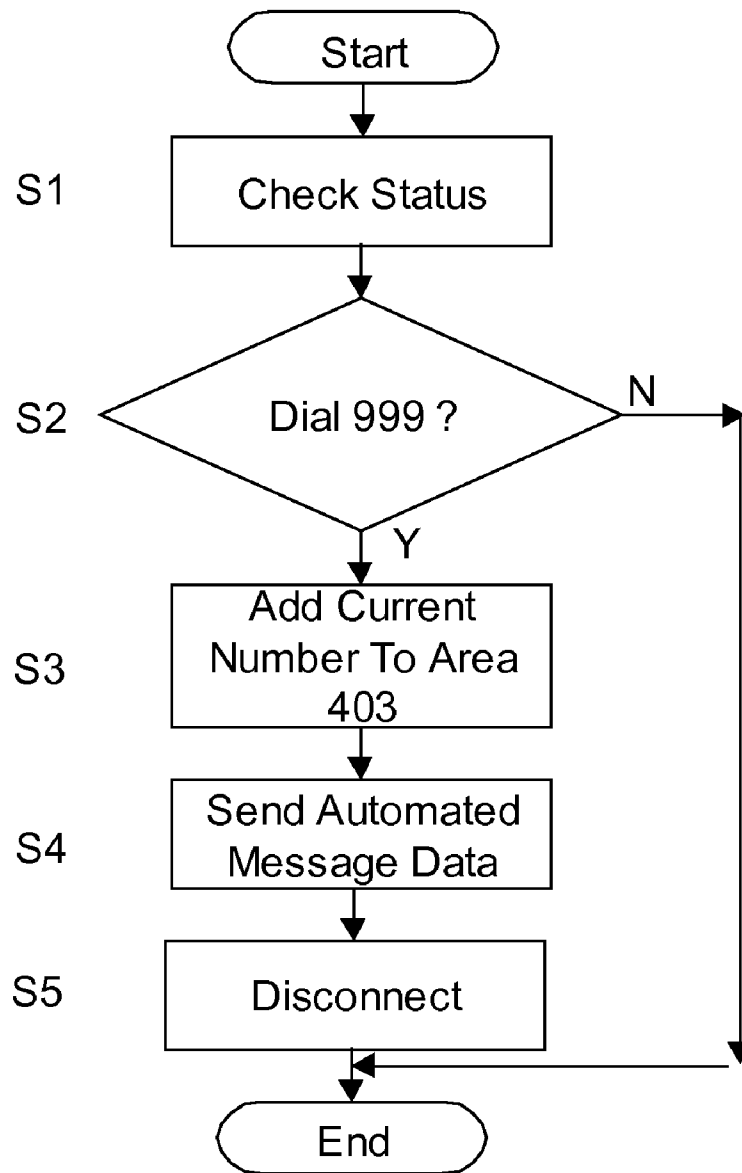 Start
S1
Check Status
S2
Dial 999 ?
N
Y
S3
Add Current
Number To Area
403
S4
Send Automated
Message Data
S5
Disconnect
End